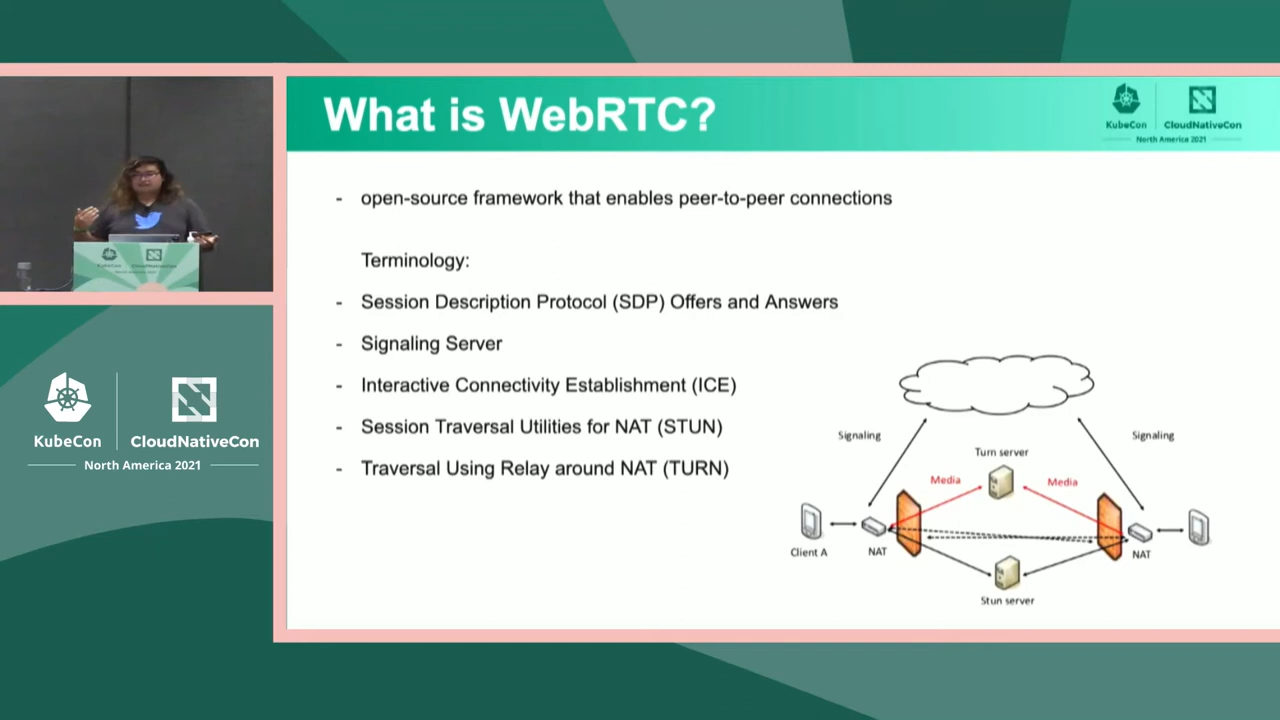 What is WebRTC?
KubeCon
CloudNativeCon
North America 2021
- open-source framework that enables peer-to-peer connections
Terminology:
- Session Description Protocol (SDP) Offers and Answers
- Signaling Server
- Interactive Connectivity Establishment (ICE)
- Session Traversal Utilities for NAT (STUN)
- Traversal Using Relay around NAT (TURN)
Signaling
Signaling
Turn server
Media
Media
Client A
NAT
NAT
Stun server
KubeCon
CloudNativeCon
North America 2021